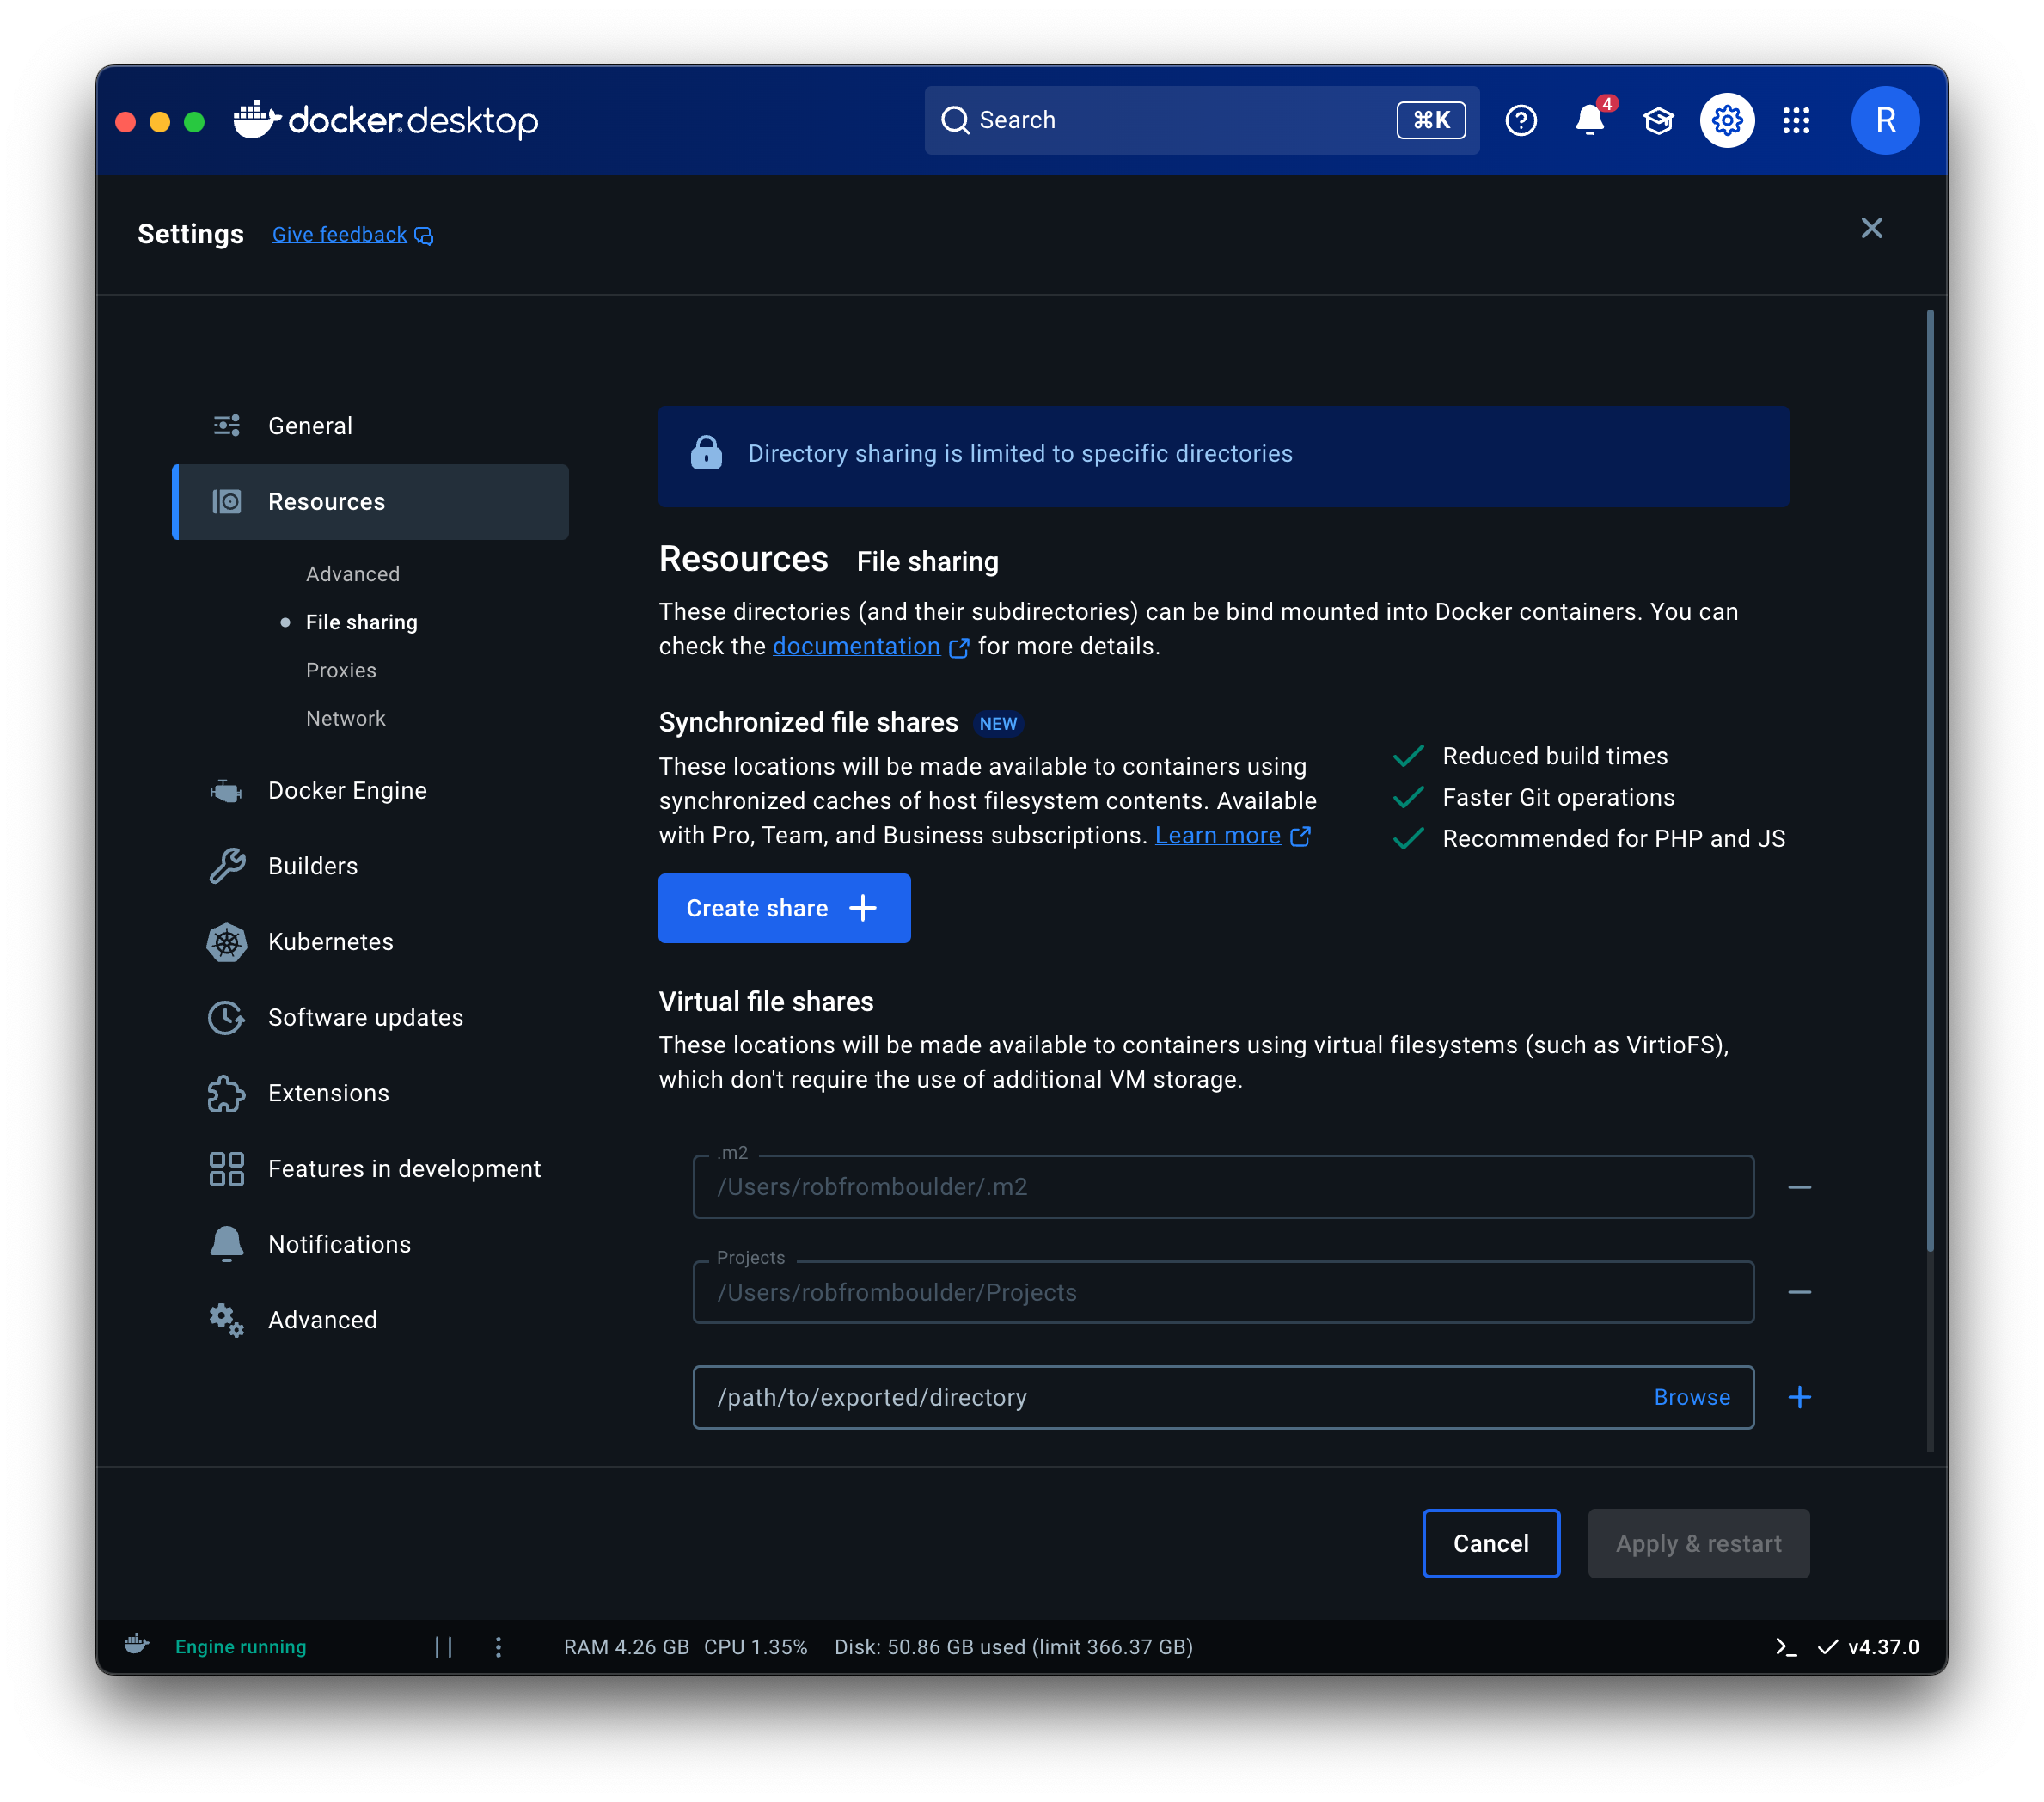 docker desktop
Search
⌘K
4
R
Settings
Give feedback
General
Resources
Advanced
File sharing
Proxies
Network
Docker Engine
Builders
Kubernetes
Software updates
Extensions
Features in development
Notifications
Advanced
Directory sharing is limited to specific directories
Resources File sharing
These directories (and their subdirectories) can be bind mounted into Docker containers. You can
check the documentation for more details.
Synchronized file shares NEW
These locations will be made available to containers using
synchronized caches of host filesystem contents. Available
with Pro, Team, and Business subscriptions. Learn more
Reduced build times
Faster Git operations
Recommended for PHP and JS
Create share
Virtual file shares
These locations will be made available to containers using virtual filesystems (such as VirtioFS),
which don't require the use of additional VM storage.
.m2
/Users/robfromboulder/.m2
Projects
/Users/robfromboulder/Projects
/path/to/exported/directory
Browse
Cancel
Apply & restart
Engine running
RAM 4.26 GB CPU 1.35% Disk: 50.86 GB used (limit 366.37 GB)
v4.37.0